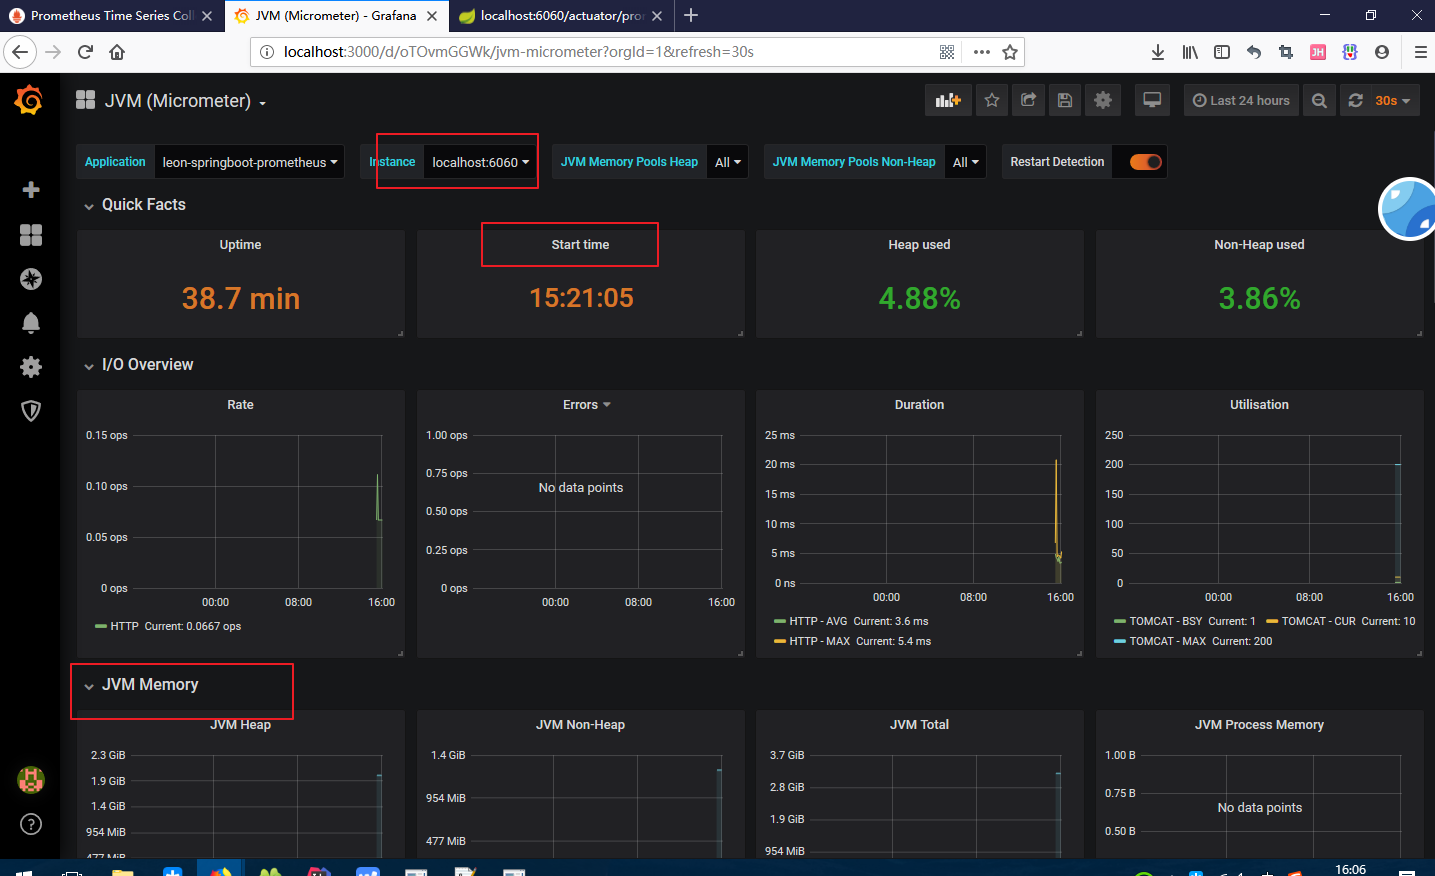 Prometheus Time Series Coll
JVM (Micrometer) - Grafana
localhost:6060/actuator/pro
localhost:3000/d/oTOvmGGWk/jvm-micrometer?orgId=1&refresh=30s
JH
JVM (Micrometer)
Last 24 hours
30s
Application leon-springboot-prometheus
Instance localhost:6060
JVM Memory Pools Heap All
JVM Memory Pools Non-Heap All
Restart Detection
Quick Facts
Uptime
38.7 min
Start time
15:21:05
Heap used
4.88%
Non-Heap used
3.86%
I/O Overview
Rate
0.15 ops
0.10 ops
0.05 ops
0 ops
00:00 08:00 16:00
HTTP Current: 0.0667 ops
Errors
1.00 ops
0.75 ops
No data points
0.50 ops
0.25 ops
0 ops
00:00 08:00 16:00
Duration
25 ms
20 ms
15 ms
10 ms
5 ms
0 ns
00:00 08:00 16:00
HTTP - AVG Current: 3.6 ms
HTTP - MAX Current: 5.4 ms
Utilisation
250
200
150
100
50
0
00:00 08:00 16:00
TOMCAT - BSY Current: 1 TOMCAT - CUR Current: 10
TOMCAT - MAX Current: 200
JVM Memory
JVM Heap
2.3 GiB
1.9 GiB
1.4 GiB
954 MiB
477 MiB
JVM Non-Heap
1.4 GiB
954 MiB
477 MiB
JVM Total
3.7 GiB
2.8 GiB
1.9 GiB
954 MiB
JVM Process Memory
1.00 B
0.75 B
No data points
0.50 B
16:06